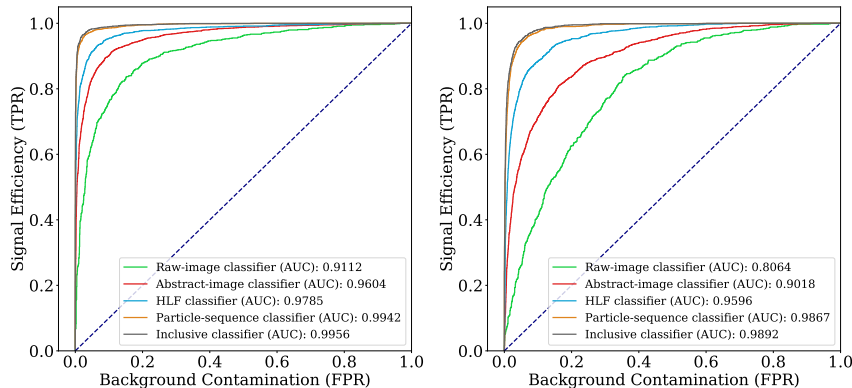 1.0
0.8
0.6
0.4
0.2
0.0
Signal Efficiency (TPR)
Raw-image classifier (AUC): 0.9112
Abstract-image classifier (AUC): 0.9604
HLF classifier (AUC): 0.9785
Particle-sequence classifier (AUC): 0.9942
Inclusive classifier (AUC): 0.9956
0.0 0.2 0.4 0.6 0.8 1.0
Background Contamination (FPR)
1.0
0.8
0.6
0.4
0.2
0.0
Signal Efficiency (TPR)
Raw-image classifier (AUC): 0.8064
Abstract-image classifier (AUC): 0.9018
HLF classifier (AUC): 0.9596
Particle-sequence classifier (AUC): 0.9867
Inclusive classifier (AUC): 0.9892
0.0 0.2 0.4 0.6 0.8 1.0
Background Contamination (FPR)